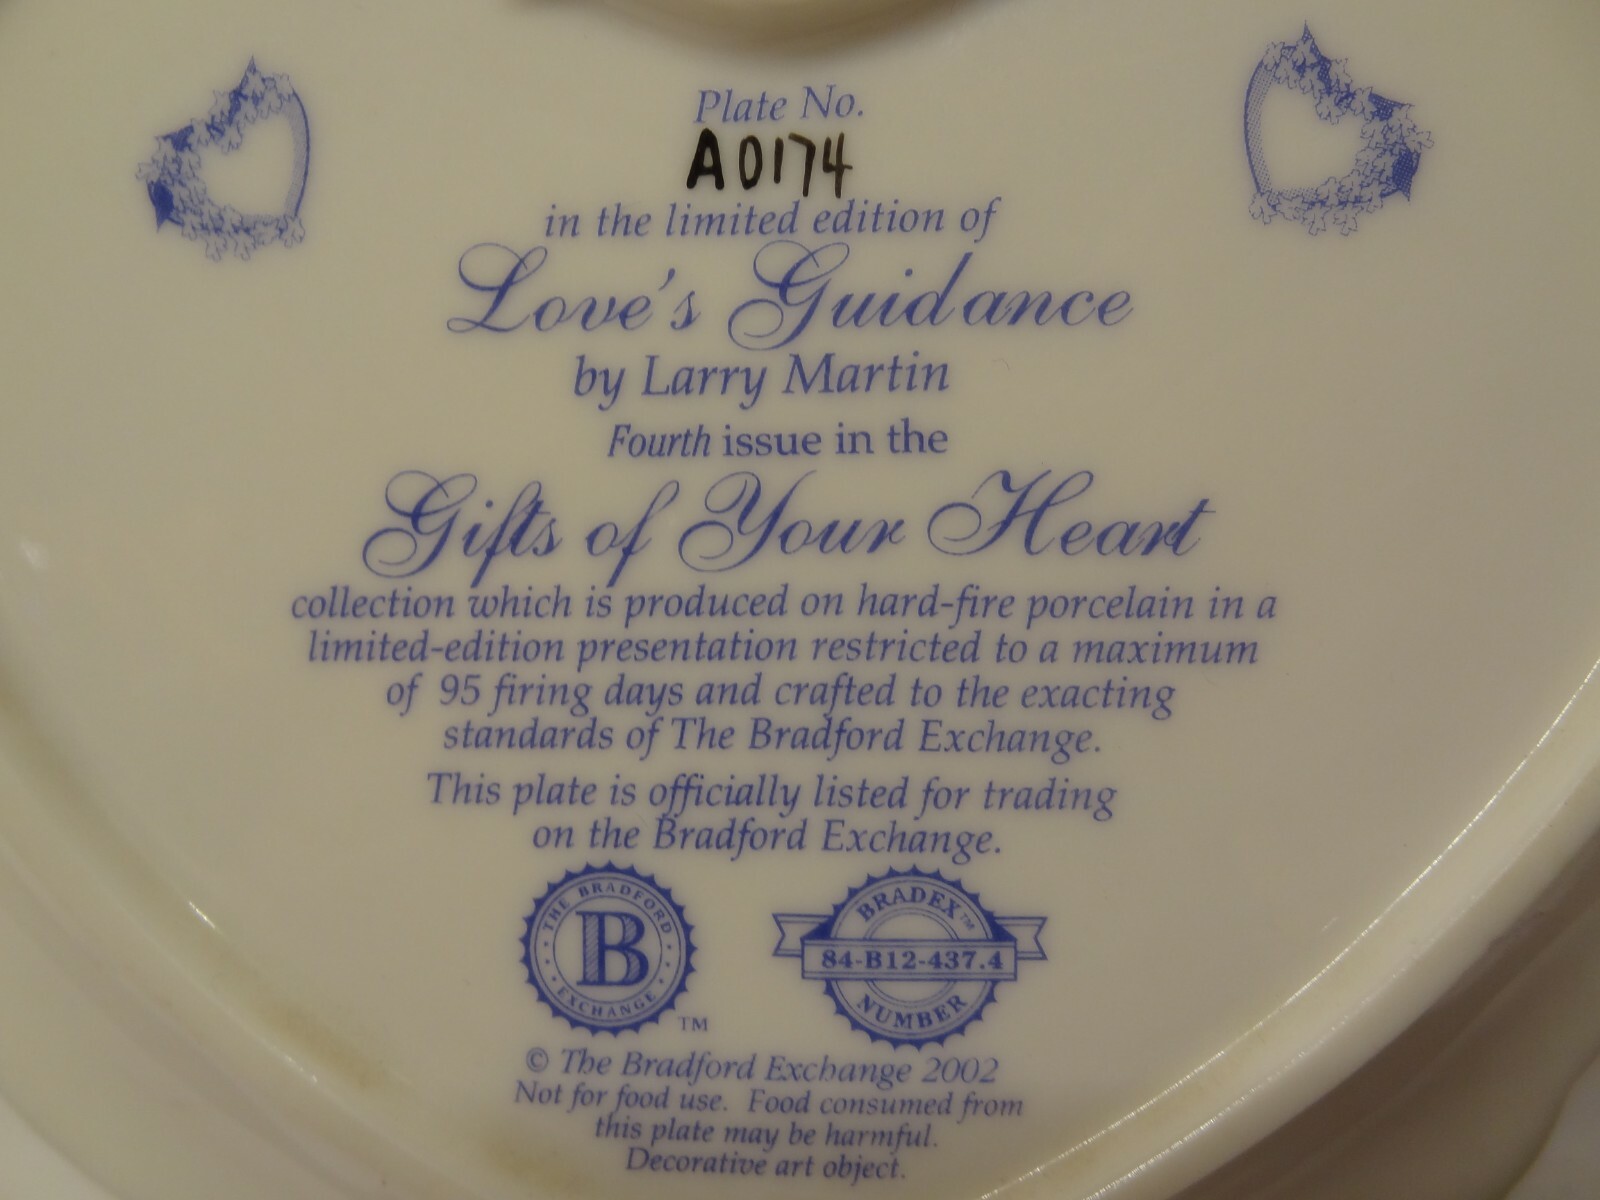 Plate No.
A0174
in the limited edition of
Love's Guidance
by Larry Martin
Fourth issue in the
Gifts of Your Heart
collection which is produced on hard-fire porcelain in a
limited-edition presentation restricted to a maximum
of 95 firing days and crafted to the exacting
standards of The Bradford Exchange.
This plate is officially listed for trading
on the Bradford Exchange.
THE BRADFORD
B
EXCHANGE
TM
BRADEX™
84-B12-437.4
NUMBER
© The Bradford Exchange 2002
Not for food use. Food consumed from
this plate may be harmful.
Decorative art object.